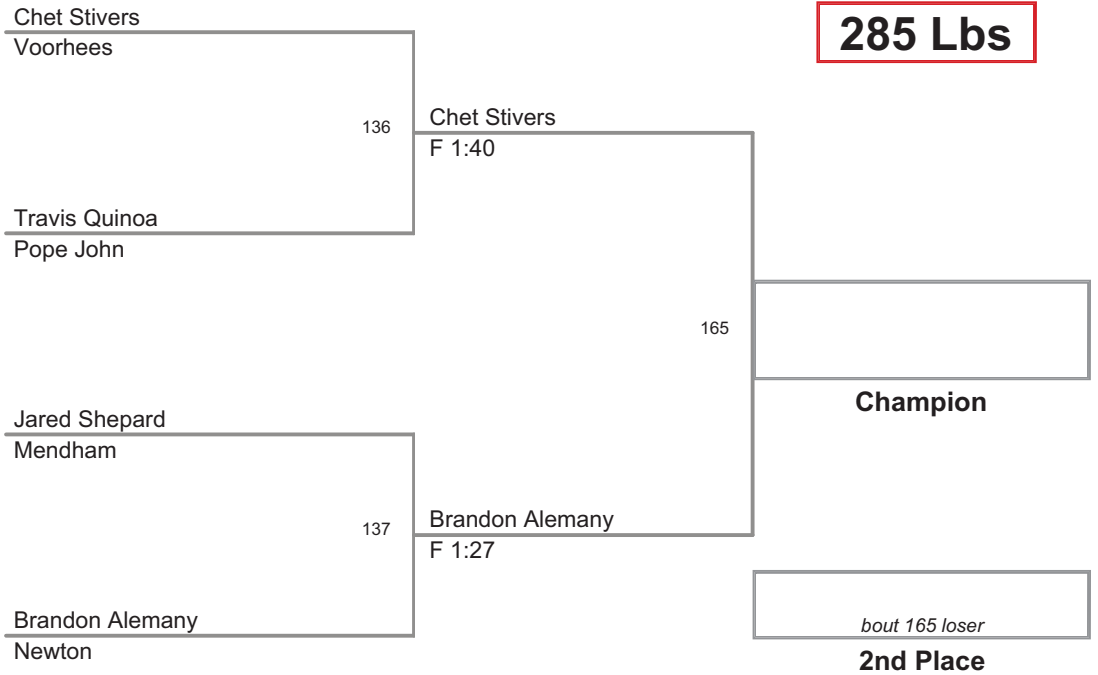 Chet Stivers
Voorhees
285 Lbs
136
Chet Stivers
F 1:40
Travis Quinoa
Pope John
165
Champion
Jared Shepard
Mendham
137
Brandon Alemany
F 1:27
Brandon Alemany
Newton
bout 165 loser
2nd Place